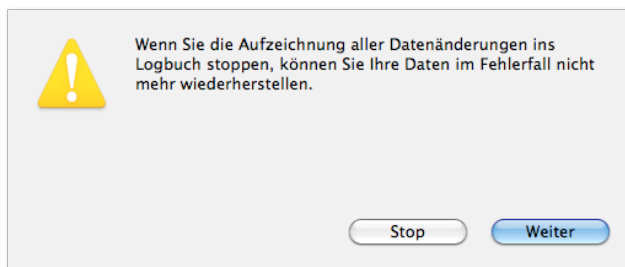 Wenn Sie die Aufzeichnung aller Datenänderungen ins
Logbuch stoppen, können Sie Ihre Daten im Fehlerfall nicht
mehr wiederherstellen.
Stop
Weiter